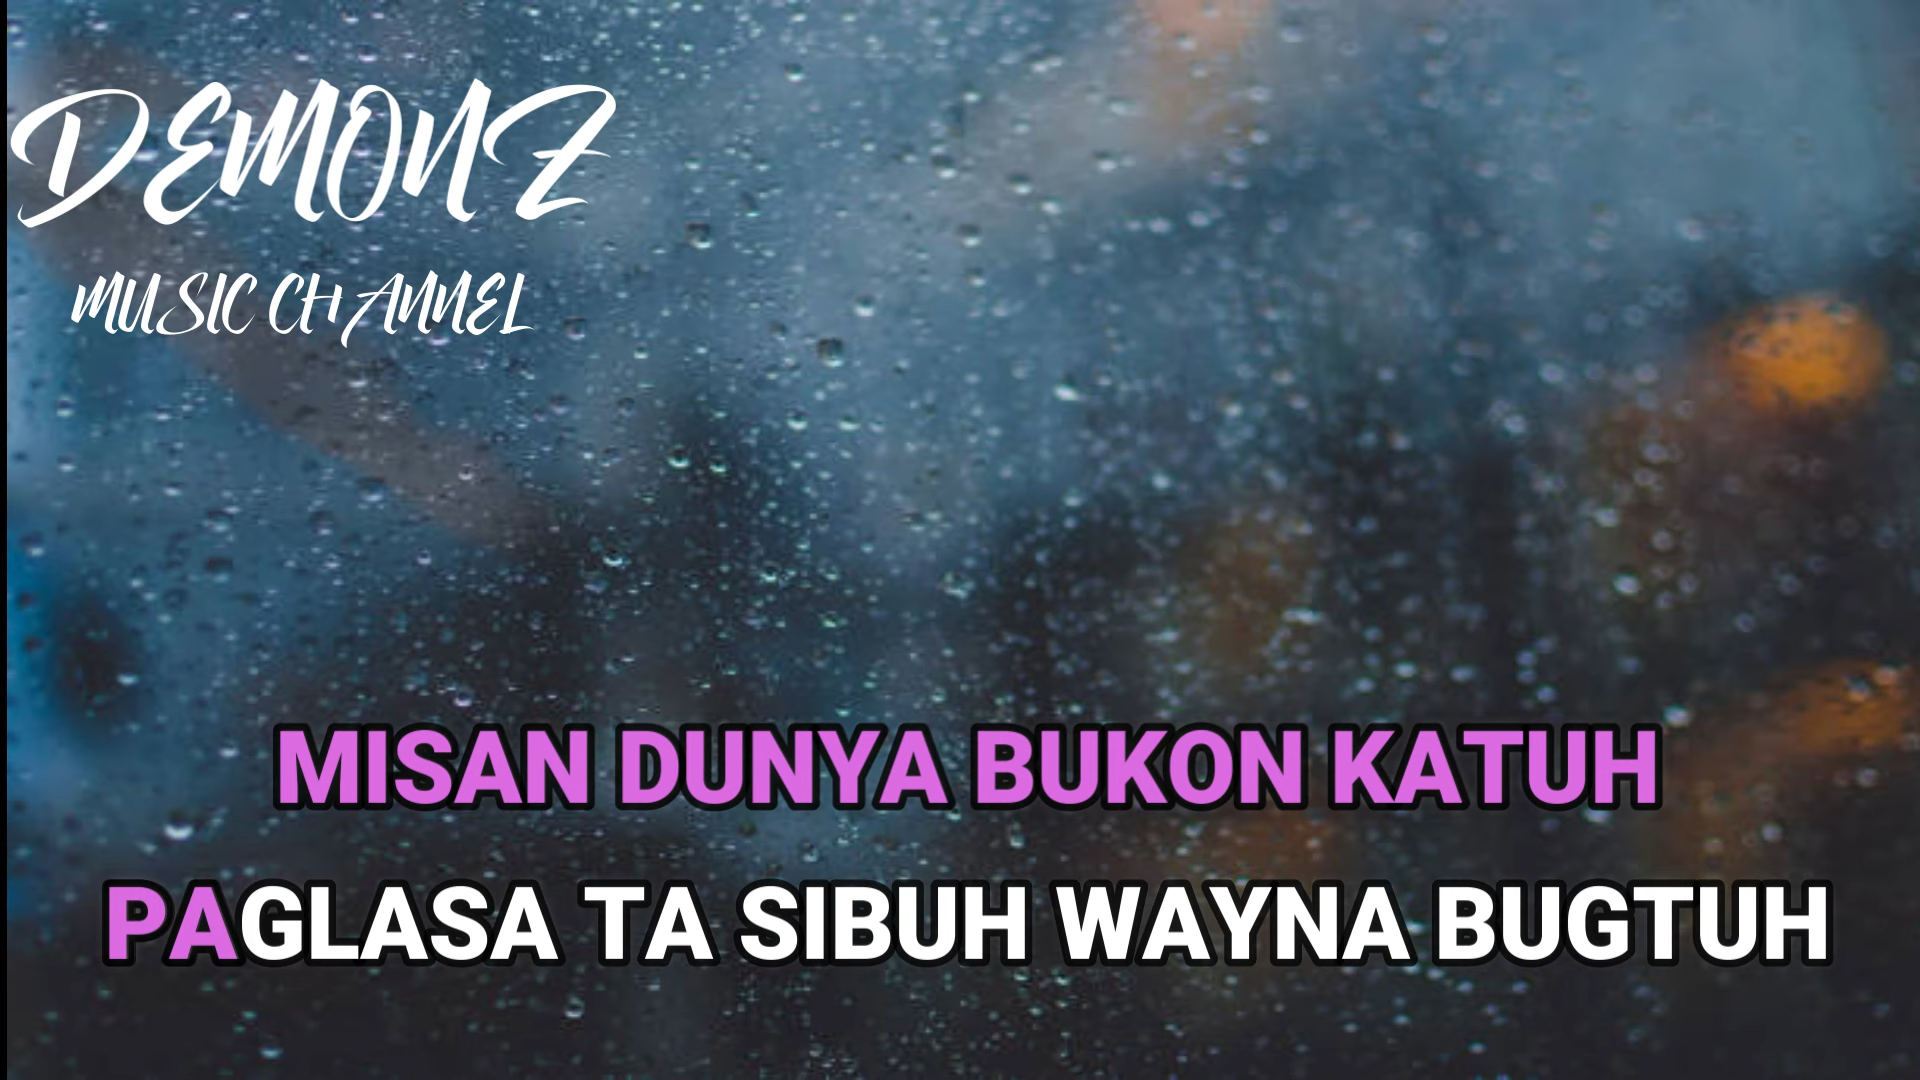 DEMONZ
MUSIC CHANNEL
MISAN DUNYA BUKON KATUH
PAGLASA TA SIBUH WAYNA BUGTUH